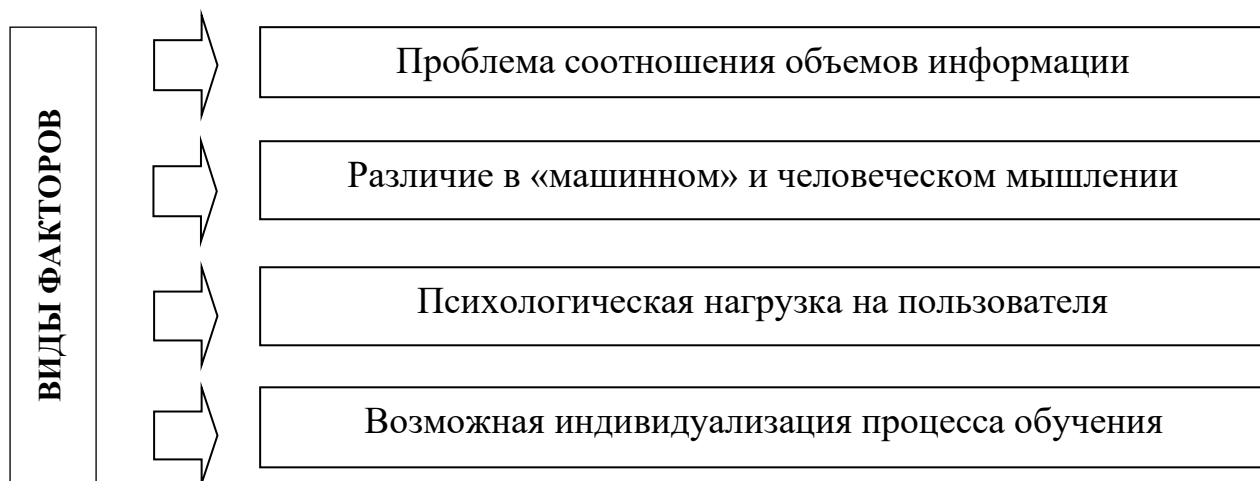 ВИДЫ ФАКТОРОВ
Проблема соотношения объемов информации
Различие в «машинном» и человеческом мышлении
Психологическая нагрузка на пользователя
Возможная индивидуализация процесса обучения